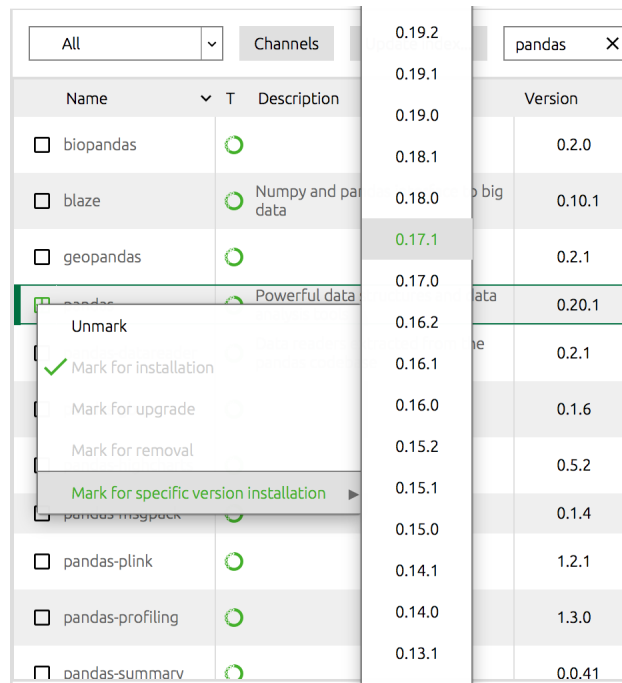 All
Channels
pandas
Name
T
Description
Version
biopandas
0.2.0
blaze
Numpy and
big
data
0.10.1
geopandas
0.2.1
pandas
Powerful data
data
0.20.1
Unmark
Mark for installation
Mark for upgrade
Mark for removal
Mark for specific version installation
0.2.1
0.1.6
0.5.2
pandas-msgpack
0.1.4
pandas-plink
1.2.1
pandas-profiling
1.3.0
pandas-summary
0.0.41
0.19.2
0.19.1
0.19.0
0.18.1
0.18.0
0.17.1
0.17.0
0.16.2
0.16.1
0.16.0
0.15.2
0.15.1
0.15.0
0.14.1
0.14.0
0.13.1